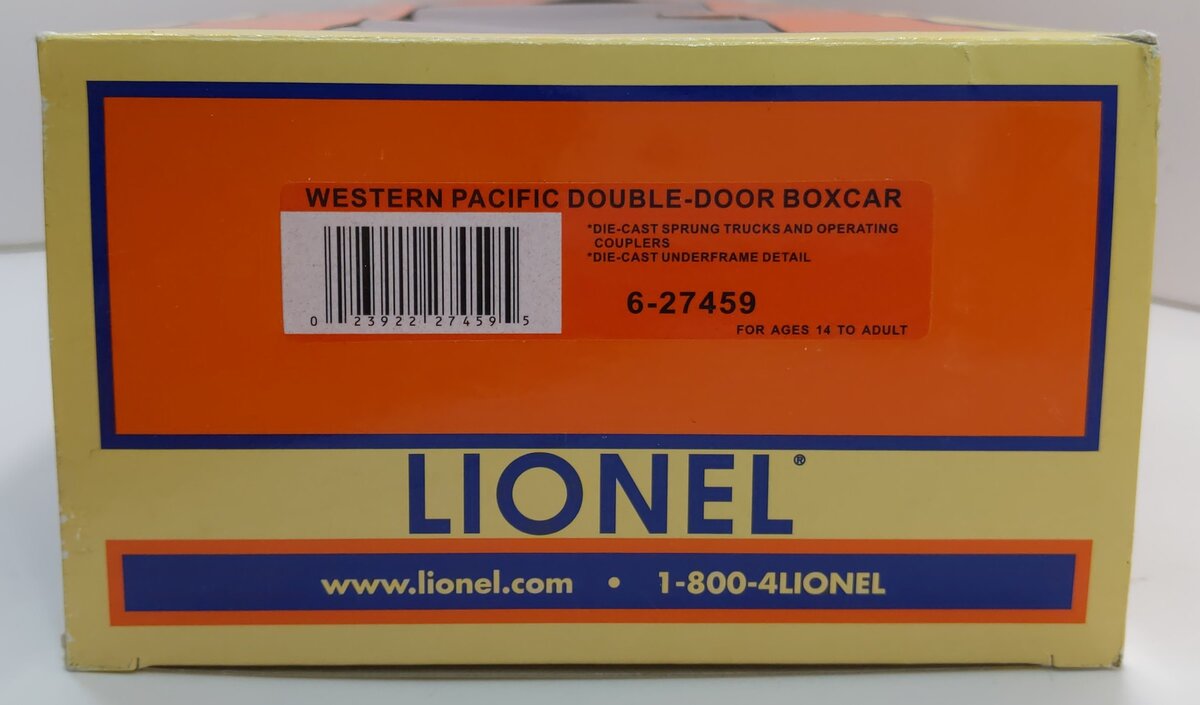 WESTERN PACIFIC DOUBLE-DOOR BOXCAR
*DIE-CAST SPRUNG TRUCKS AND OPERATING
COUPLERS
*DIE-CAST UNDERFRAME DETAIL
6-27459
FOR AGES 14 TO ADULT
0 23922 27459 5
LIONEL®
www.lionel.com • 1-800-4LIONEL